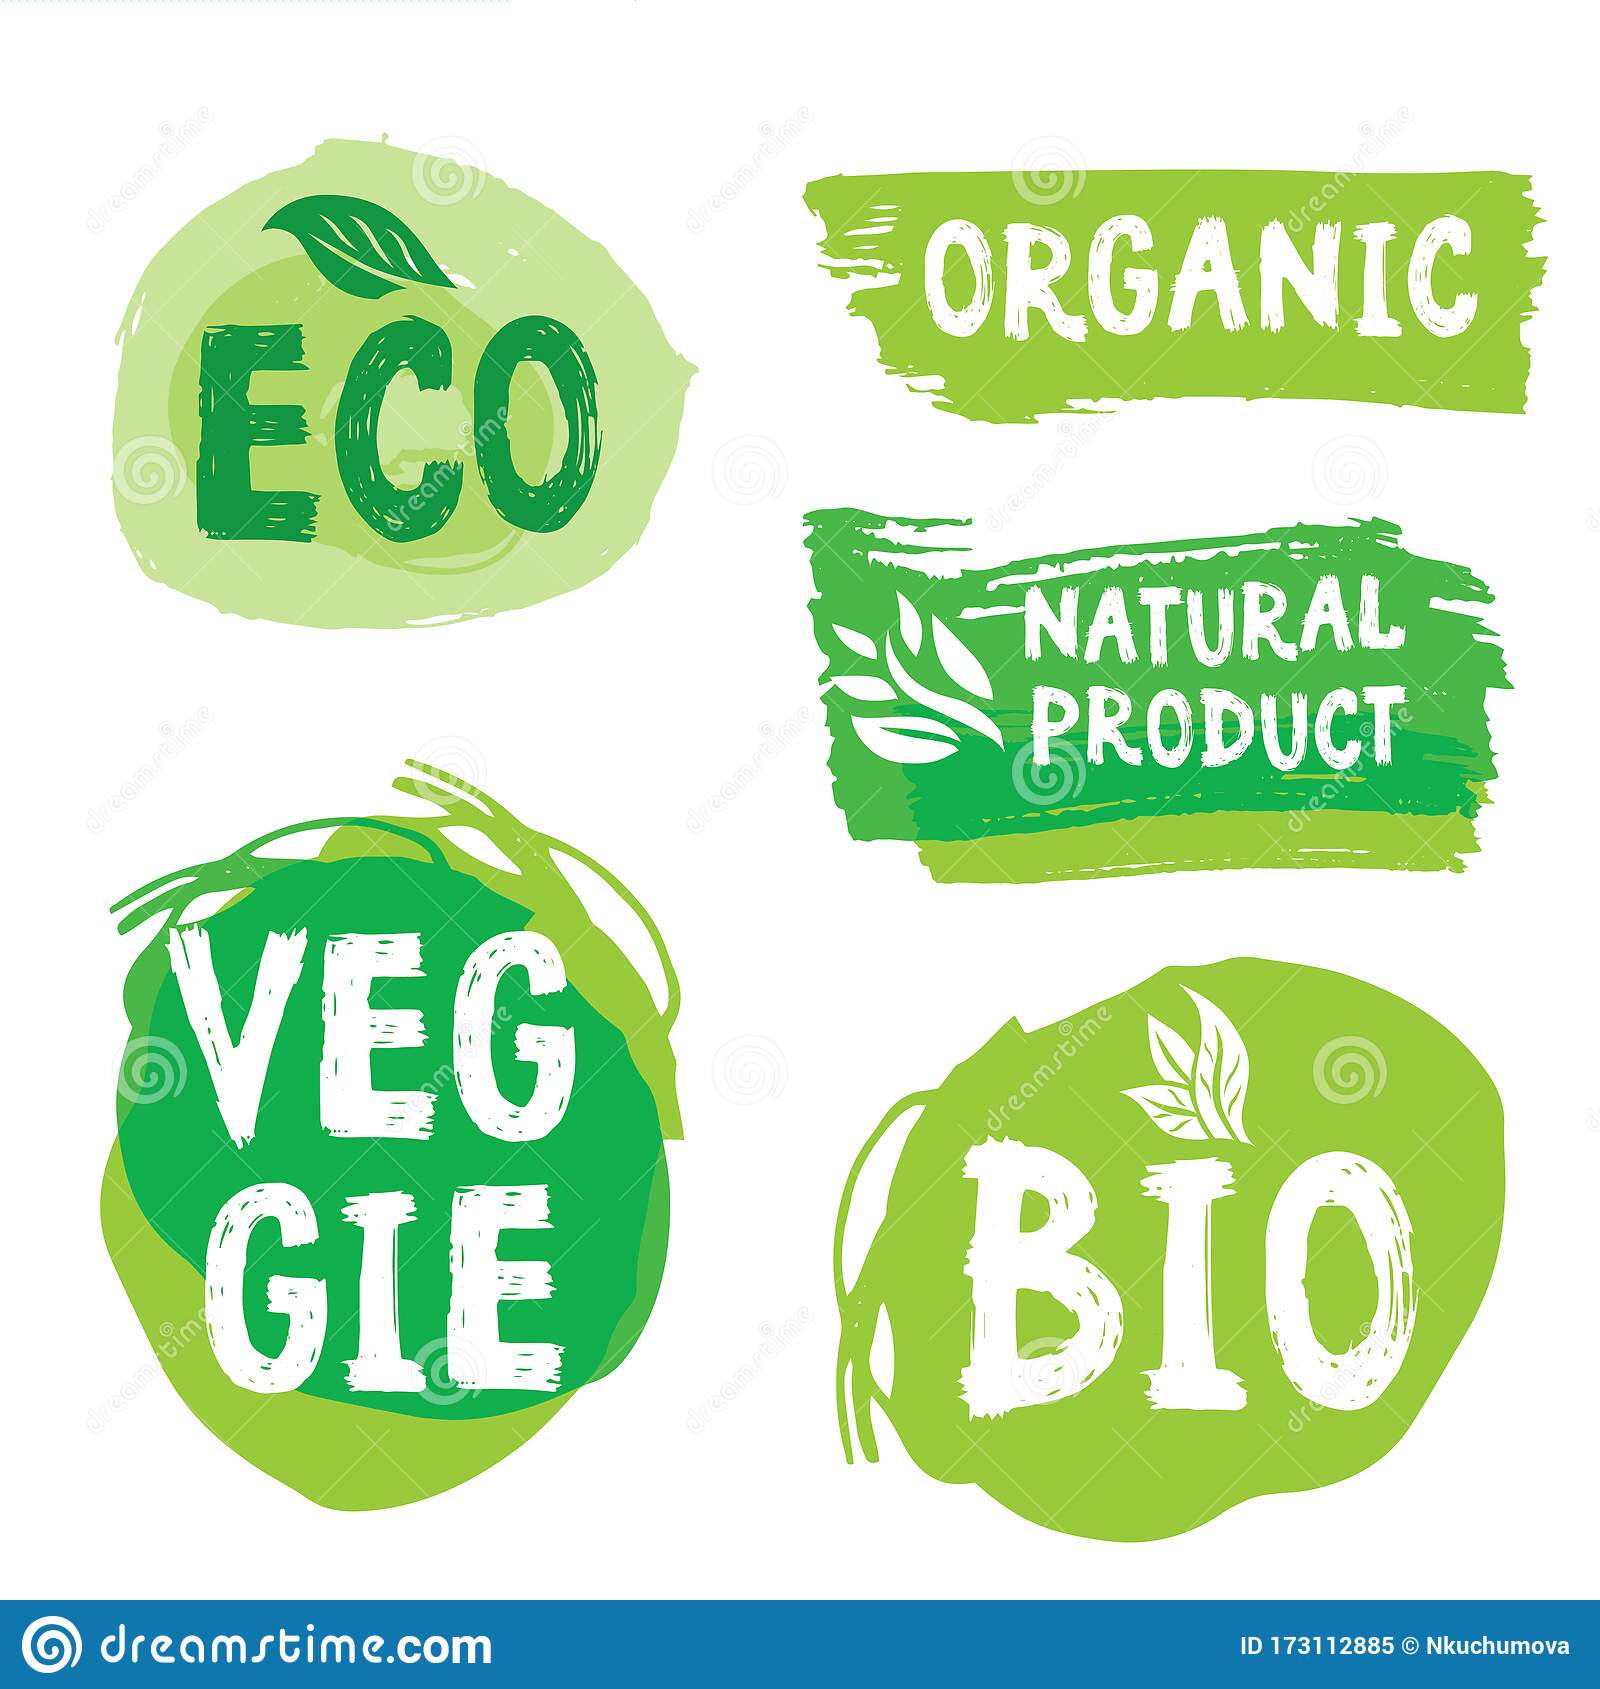 ECO
ORGANIC
NATURAL
PRODUCT
VEG
GIE
BIO
dreamstime.com
ID 173112885 © Nkuchumova